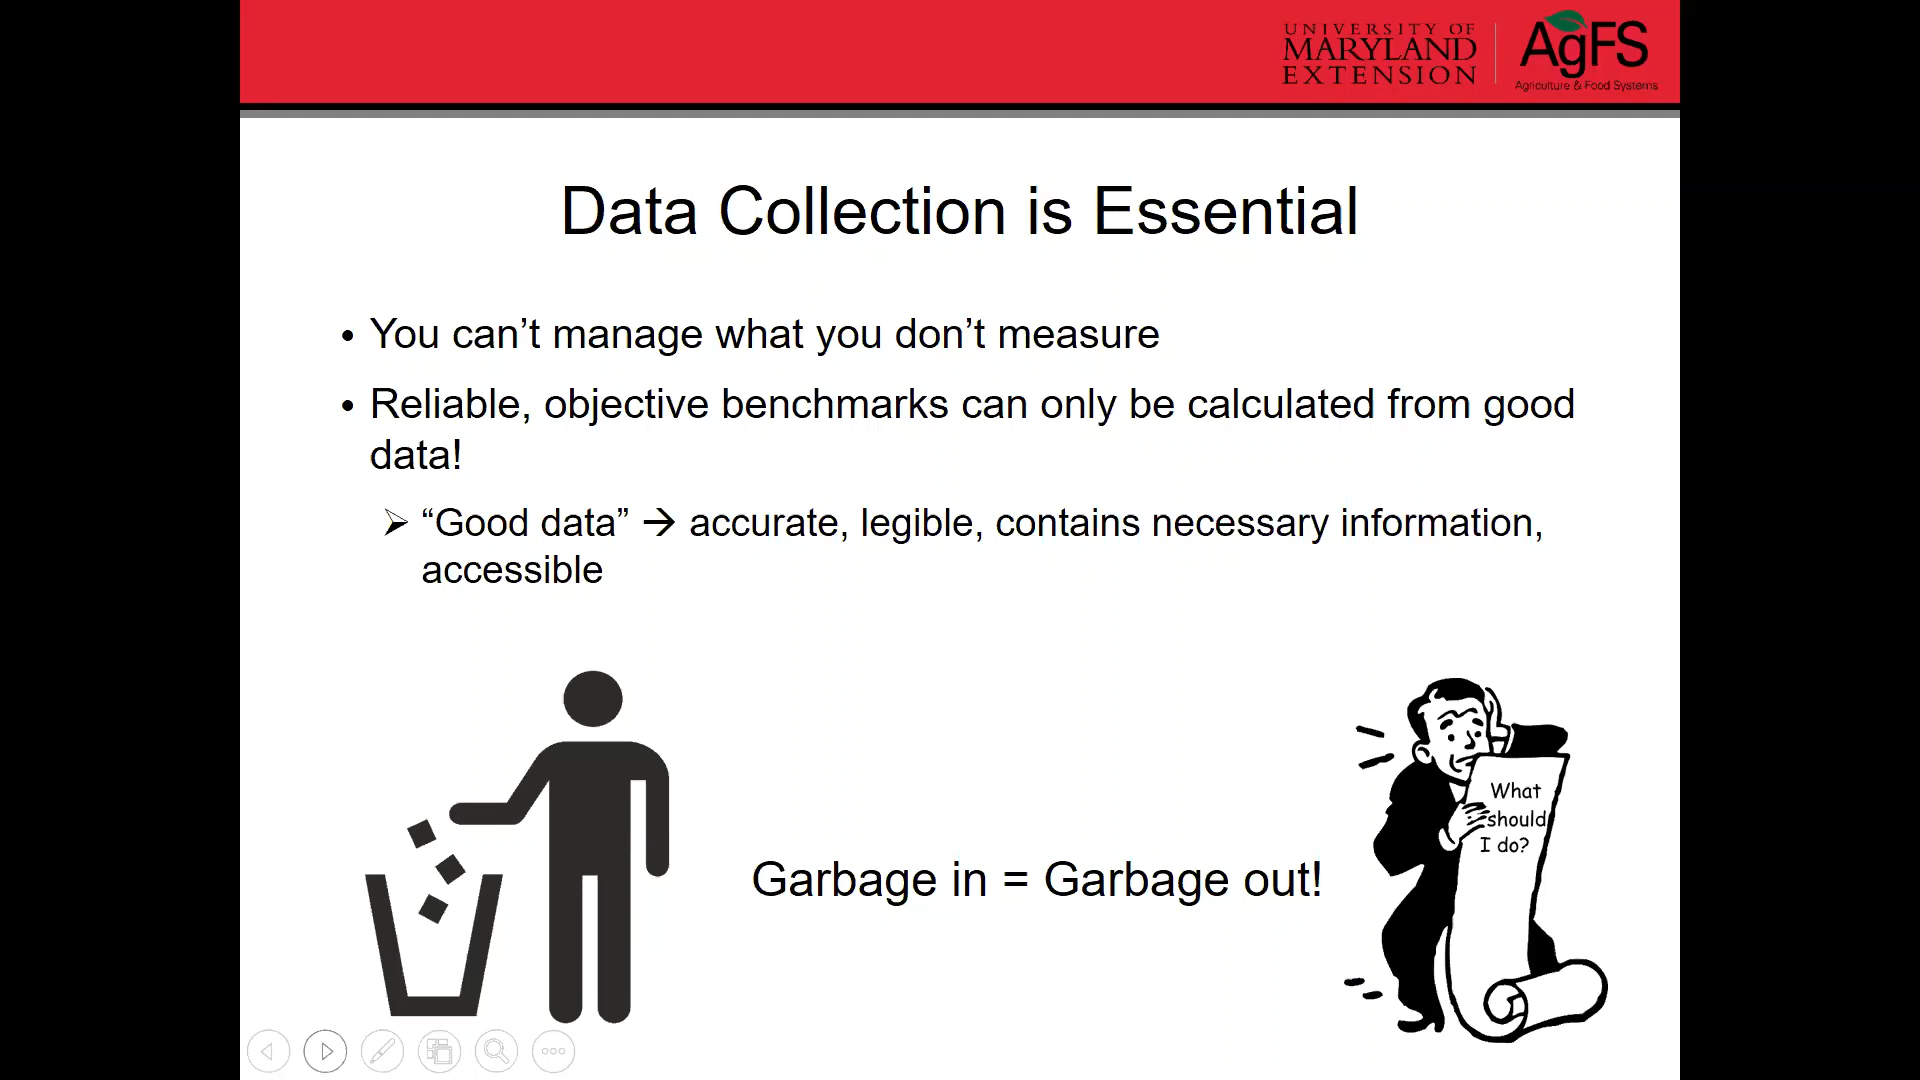 UNIVERSITY OF
MARYLAND
EXTENSION
AgFS
Agriculture & Food Systems
Data Collection is Essential
• You can’t manage what you don’t measure
• Reliable, objective benchmarks can only be calculated from good
data!
➢ “Good data” → accurate, legible, contains necessary information,
accessible
What
should
I do?
Garbage in = Garbage out!